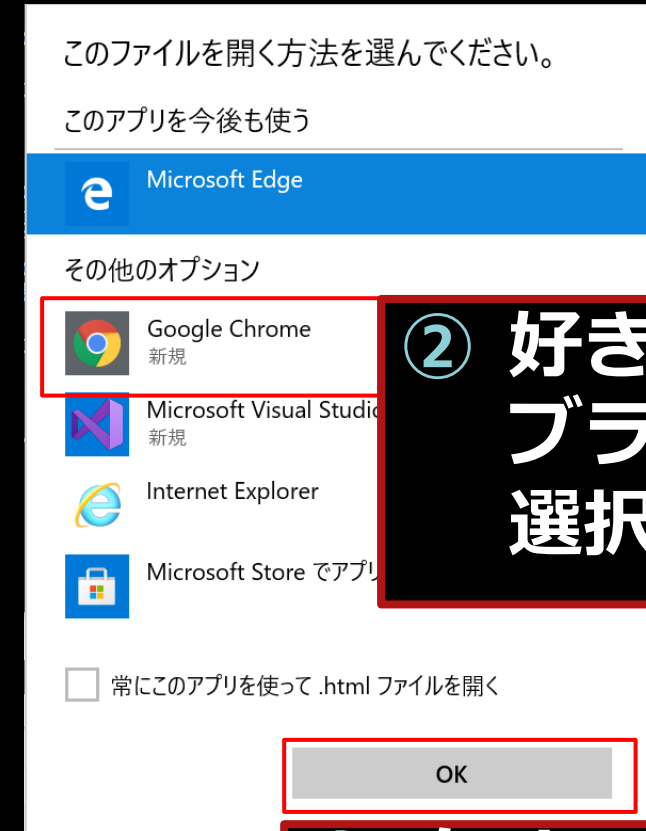 このファイルを開く方法を選んでください。
このアプリを今後も使う
Microsoft Edge
その他のオプション
Google Chrome
新規
② 好き
ブラ
選択
Microsoft Visual Studio
新規
Internet Explorer
Microsoft Store でアプリ
常にこのアプリを使って .html ファイルを開く
OK